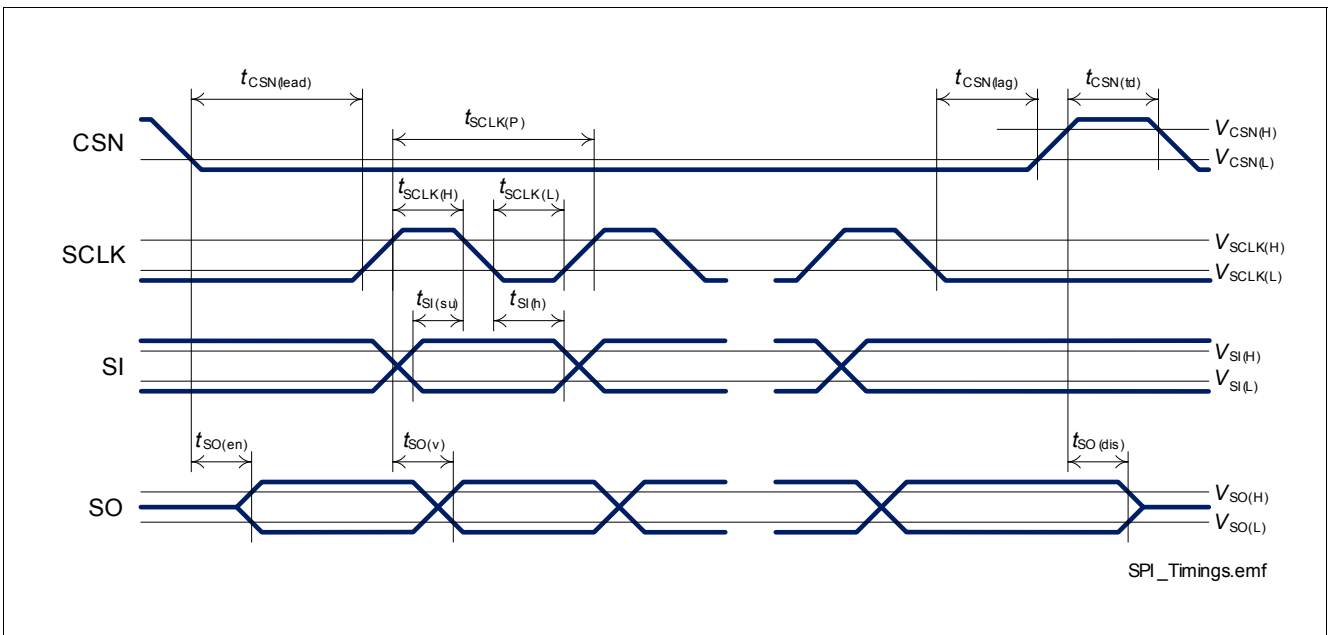 tCSN(lead)
tCSN(lag)
tCSN(td)
tSCLK(P)
CSN
VCSN(H)
VCSN(L)
tSCLK(H)
tSCLK(L)
SCLK
VSCLK(H)
VSCLK(L)
tSI(su)
tSI(h)
SI
VSI(H)
VSI(L)
tSO(en)
tSO(v)
tSO(dis)
SO
VSO(H)
VSO(L)
SPI_Timings.emf